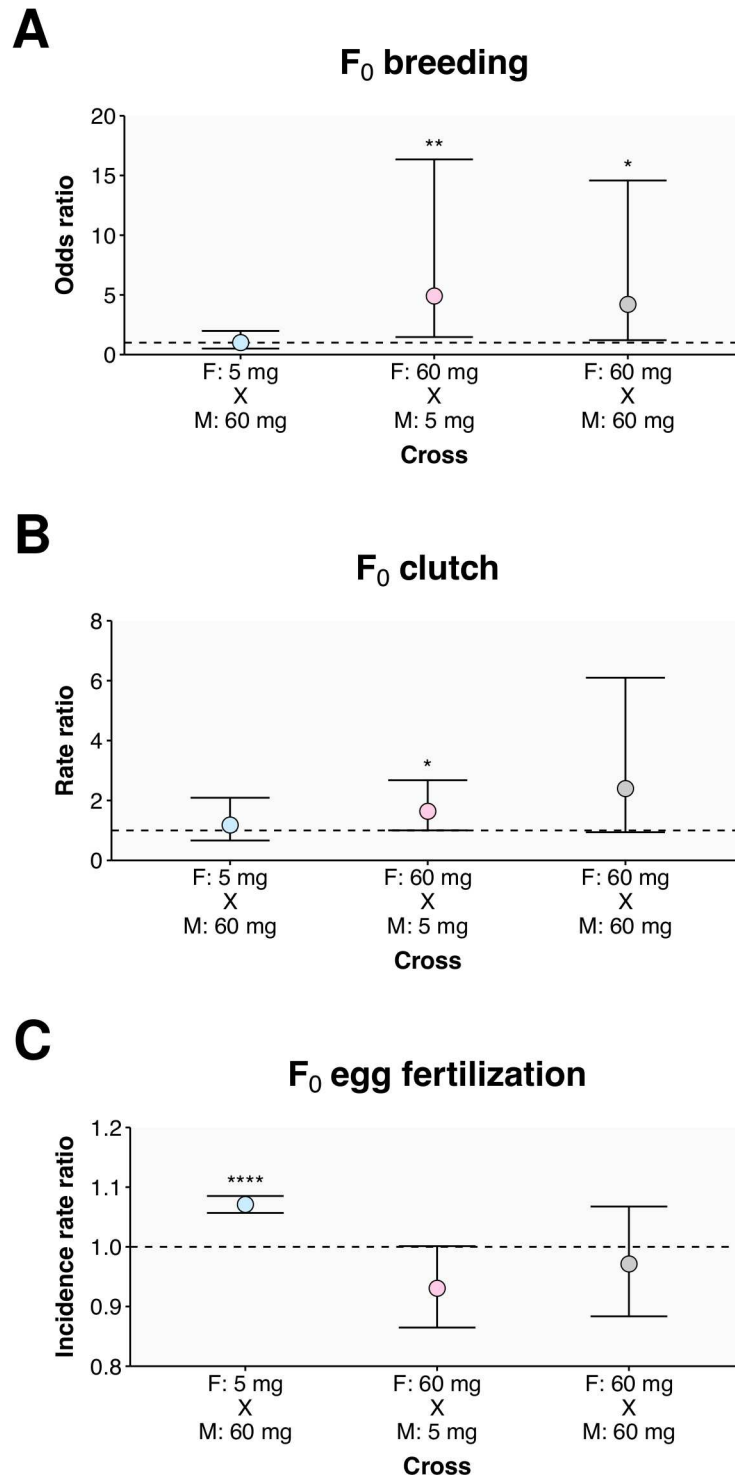 A
F₀ breeding
Odds ratio
20
15
10
5
0
**
*
F: 5 mg
X
M: 60 mg
F: 60 mg
X
M: 5 mg
F: 60 mg
X
M: 60 mg
Cross
B
F₀ clutch
Rate ratio
8
6
4
2
0
*
F: 5 mg
X
M: 60 mg
F: 60 mg
X
M: 5 mg
F: 60 mg
X
M: 60 mg
Cross
C
F₀ egg fertilization
Incidence rate ratio
1.2
1.1
1.0
0.9
0.8
****
F: 5 mg
X
M: 60 mg
F: 60 mg
X
M: 5 mg
F: 60 mg
X
M: 60 mg
Cross